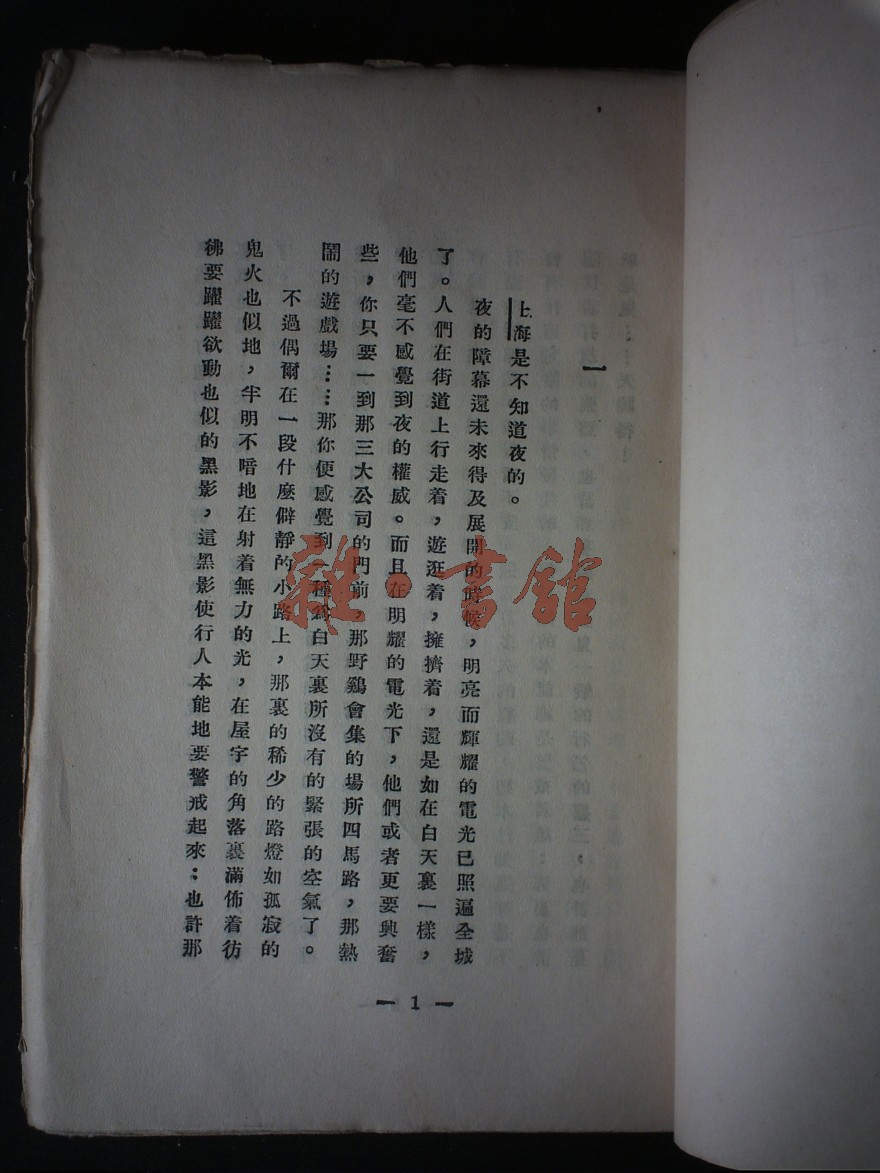 一
上海是不知道夜的。
夜的障幕還未來得及展開的時候，明亮而輝耀的電光已照遍全城
了。人們在街道上行走着，遊逛着，擁擠着，還是如在白天裏一樣，
他們毫不感覺到夜的權威。而且在明耀的電光下，他們或者更要興奮
些，你只要一到那三大公司的門前，那野鷄會集的場所四馬路，那熱
鬧的遊戲場……那你便感覺到一種爲白天裏所沒有的緊張的空氣了。
不過偶爾在一段什麼僻靜的小路上，那裏的稀少的路燈如孤寂的
鬼火也似地，半明不暗地在射着無力的光，在屋宇的角落裏滿佈着彷
彿要躍躍欲動也似的黑影，這黑影使行人本能地要警戒起來：也許那
— 1 —
雜·書館